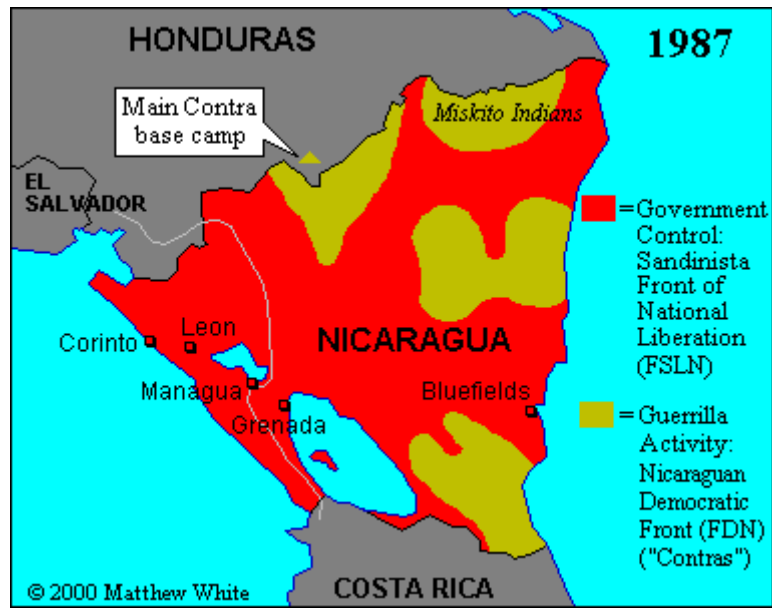 HONDURAS
1987
Main Contra
base camp
Miskito Indians
EL
SALVADOR
=Government
Control:
Sandinista
Front of
National
Liberation
(FSLN)
Corinto
Leon
NICARAGUA
Managua
Grenada
Bluefields
=Guerrilla
Activity:
Nicaraguan
Democratic
Front (FDN)
("Contras")
© 2000 Matthew White
COSTA RICA